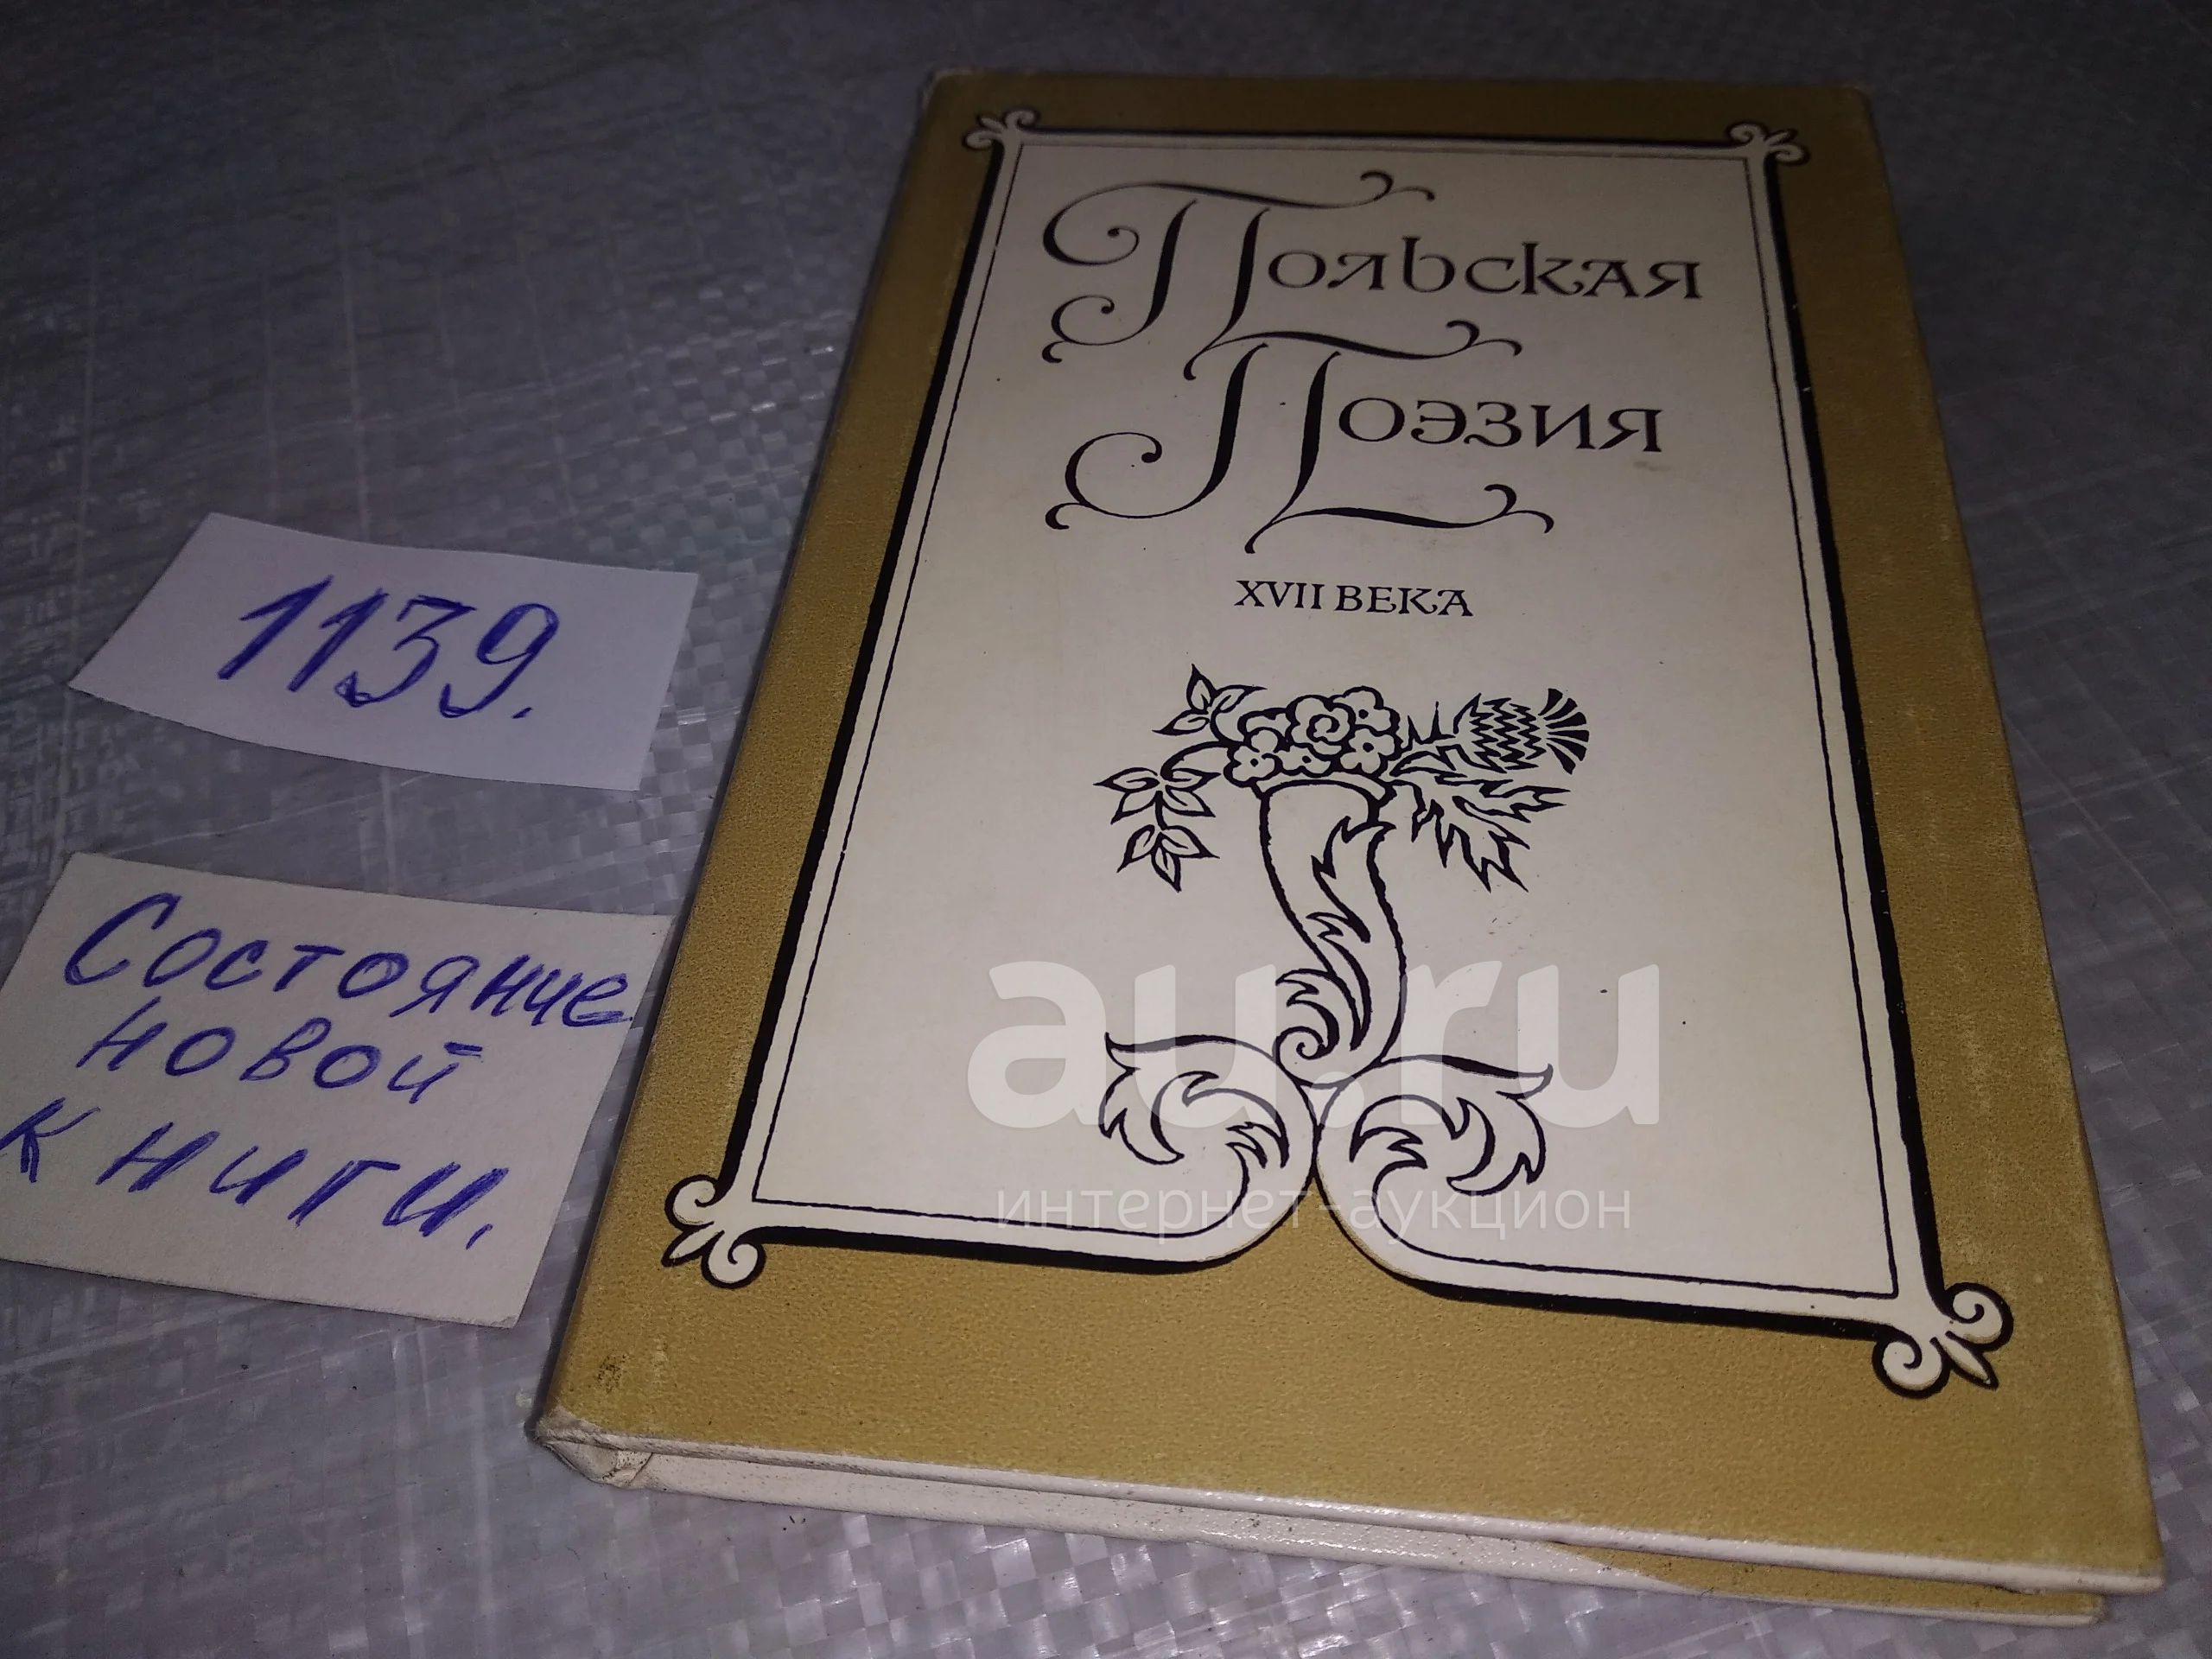 Польская
Поэзия
XVII ВЕКА
1139.
Состояние
новой
книги.
au.ru
интернет-аукцион